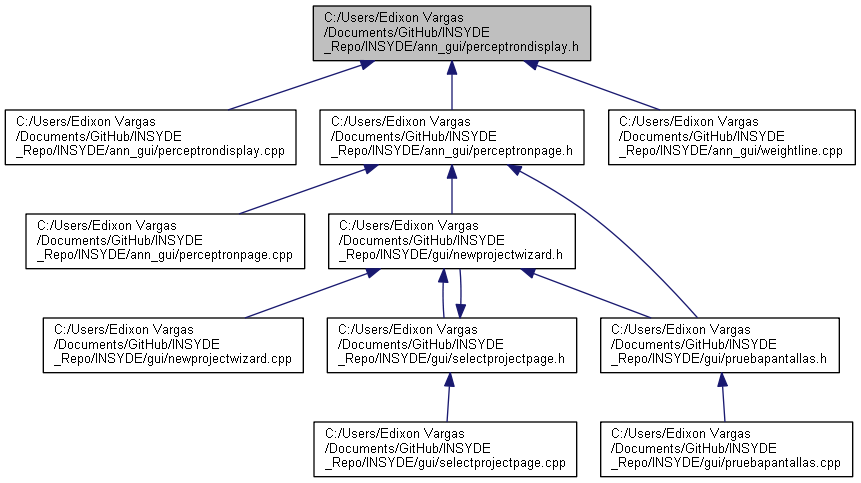 C:/Users/Edixon Vargas
/Documents/GitHub/INSYDE
_Repo/INSYDE/ann_gui/perceptrondisplay.h
C:/Users/Edixon Vargas
/Documents/GitHub/INSYDE
_Repo/INSYDE/ann_gui/perceptrondisplay.cpp
C:/Users/Edixon Vargas
/Documents/GitHub/INSYDE
_Repo/INSYDE/ann_gui/perceptronpage.h
C:/Users/Edixon Vargas
/Documents/GitHub/INSYDE
_Repo/INSYDE/ann_gui/weightline.cpp
C:/Users/Edixon Vargas
/Documents/GitHub/INSYDE
_Repo/INSYDE/ann_gui/perceptronpage.cpp
C:/Users/Edixon Vargas
/Documents/GitHub/INSYDE
_Repo/INSYDE/gui/newprojectwizard.h
C:/Users/Edixon Vargas
/Documents/GitHub/INSYDE
_Repo/INSYDE/gui/newprojectwizard.cpp
C:/Users/Edixon Vargas
/Documents/GitHub/INSYDE
_Repo/INSYDE/gui/selectprojectpage.h
C:/Users/Edixon Vargas
/Documents/GitHub/INSYDE
_Repo/INSYDE/gui/pruebapantallas.h
C:/Users/Edixon Vargas
/Documents/GitHub/INSYDE
_Repo/INSYDE/gui/selectprojectpage.cpp
C:/Users/Edixon Vargas
/Documents/GitHub/INSYDE
_Repo/INSYDE/gui/pruebapantallas.cpp